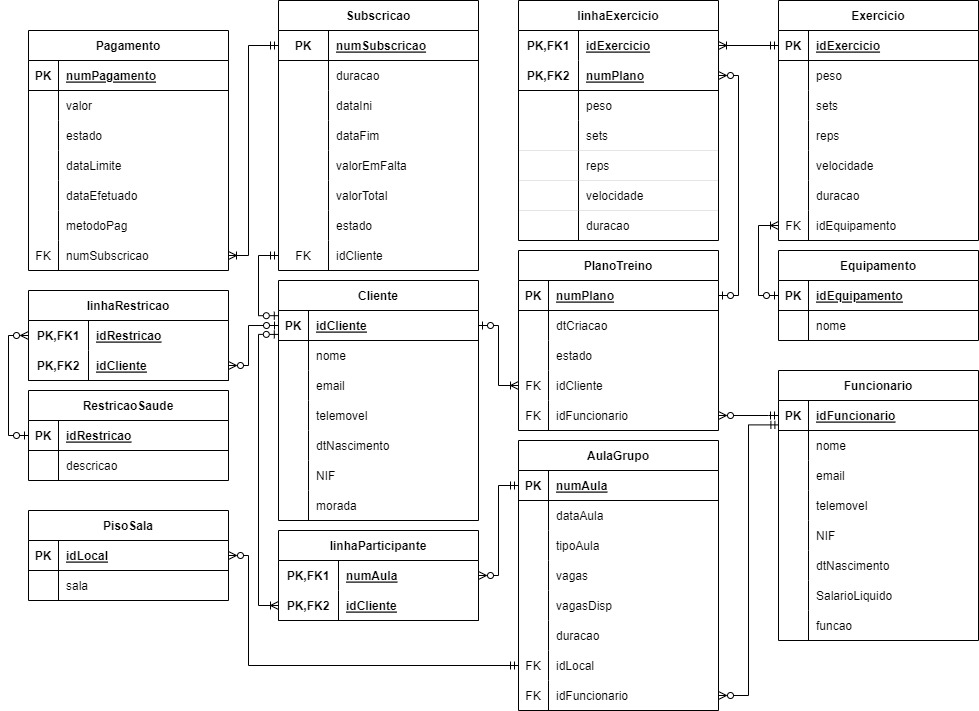 Pagamento
PK numPagamento
valor
estado
dataLimite
dataEfetuado
metodoPag
FK numSubscricao
linhaRestricao
PK,FK1 idRestricao
PK,FK2 idCliente
RestricaoSaude
PK idRestricao
descricao
PisoSala
PK idLocal
sala
Subscricao
PK numSubscricao
duracao
dataIni
dataFim
valorEmFalta
valorTotal
estado
FK idCliente
Cliente
PK idCliente
nome
email
telemovel
dtNascimento
NIF
morada
linhaParticipante
PK,FK1 numAula
PK,FK2 idCliente
linhaExercicio
PK,FK1 idExercicio
PK,FK2 numPlano
peso
sets
reps
velocidade
duracao
PlanoTreino
PK numPlano
dtCriacao
estado
FK idCliente
FK idFuncionario
AulaGrupo
PK numAula
dataAula
tipoAula
vagas
vagasDisp
duracao
FK idLocal
FK idFuncionario
Exercicio
PK idExercicio
peso
sets
reps
velocidade
duracao
FK idEquipamento
Equipamento
PK idEquipamento
nome
Funcionario
PK idFuncionario
nome
email
telemovel
NIF
dtNascimento
SalarioLiquido
funcao